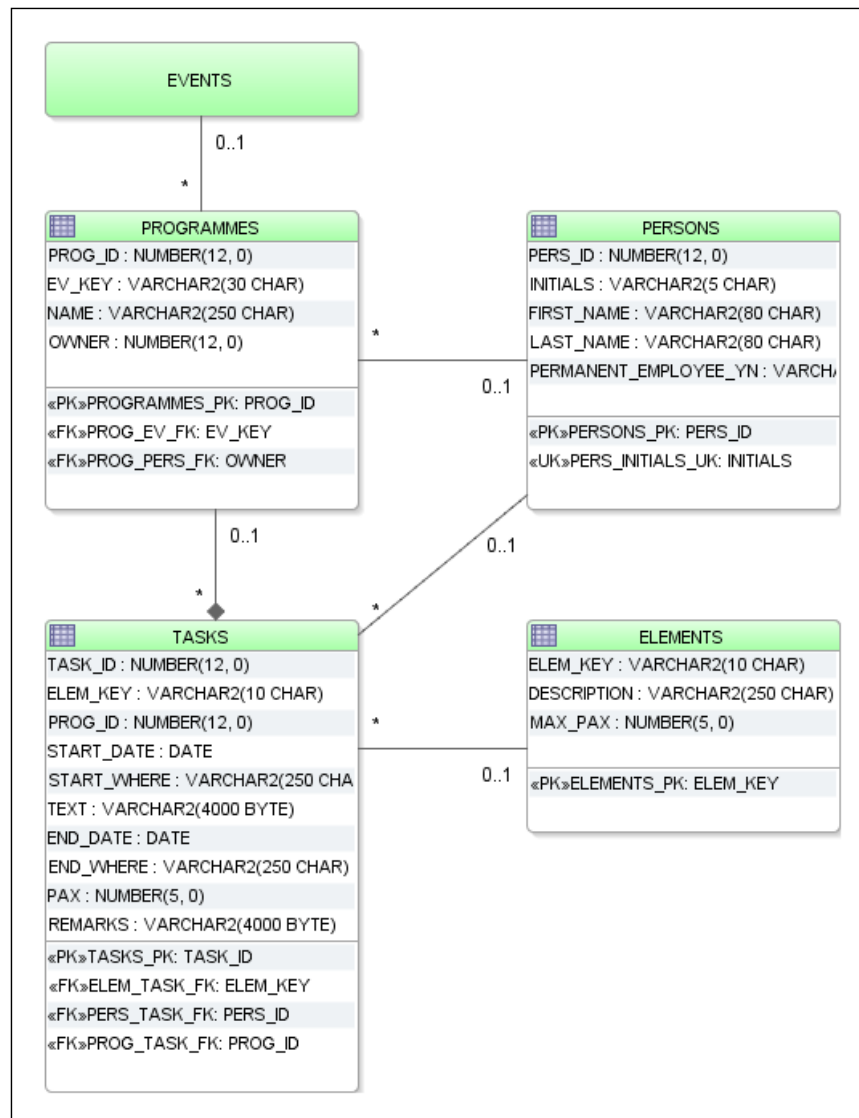 EVENTS
0..1
*
PROGRAMMES
PROG_ID : NUMBER(12, 0)
EV_KEY : VARCHAR2(30 CHAR)
NAME : VARCHAR2(250 CHAR)
OWNER : NUMBER(12, 0)
«PK»PROGRAMMES_PK: PROG_ID
«FK»PROG_EV_FK: EV_KEY
«FK»PROG_PERS_FK: OWNER
*
0..1
PERSONS
PERS_ID : NUMBER(12, 0)
INITIALS : VARCHAR2(5 CHAR)
FIRST_NAME : VARCHAR2(80 CHAR)
LAST_NAME : VARCHAR2(80 CHAR)
PERMANENT_EMPLOYEE_YN : VARCHA
«PK»PERSONS_PK: PERS_ID
«UK»PERS_INITIALS_UK: INITIALS
0..1
*
0..1
*
TASKS
TASK_ID : NUMBER(12, 0)
ELEM_KEY : VARCHAR2(10 CHAR)
PROG_ID : NUMBER(12, 0)
START_DATE : DATE
START_WHERE : VARCHAR2(250 CHA
TEXT : VARCHAR2(4000 BYTE)
END_DATE : DATE
END_WHERE : VARCHAR2(250 CHAR)
PAX : NUMBER(5, 0)
REMARKS : VARCHAR2(4000 BYTE)
«PK»TASKS_PK: TASK_ID
«FK»ELEM_TASK_FK: ELEM_KEY
«FK»PERS_TASK_FK: PERS_ID
«FK»PROG_TASK_FK: PROG_ID
*
0..1
ELEMENTS
ELEM_KEY : VARCHAR2(10 CHAR)
DESCRIPTION : VARCHAR2(250 CHAR)
MAX_PAX : NUMBER(5, 0)
«PK»ELEMENTS_PK: ELEM_KEY